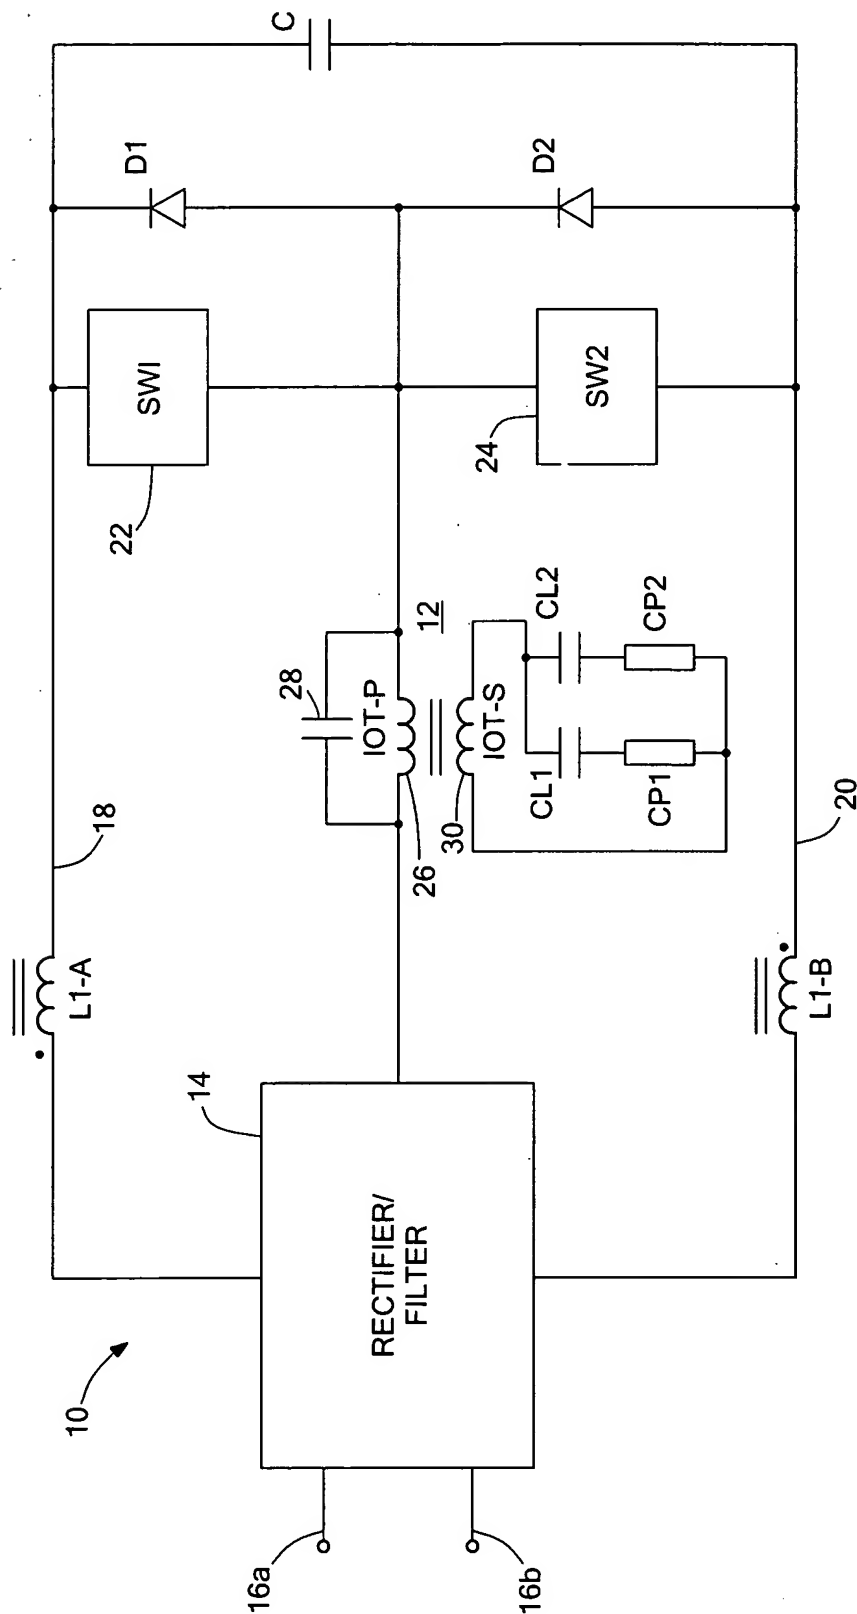 10
16a
16b
14
RECTIFIER/
FILTER
L1-A
L1-B
18
20
28
26
IOT-P
12
30
IOT-S
CL1
CL2
CP1
CP2
22
SW1
24
SW2
D1
D2
C